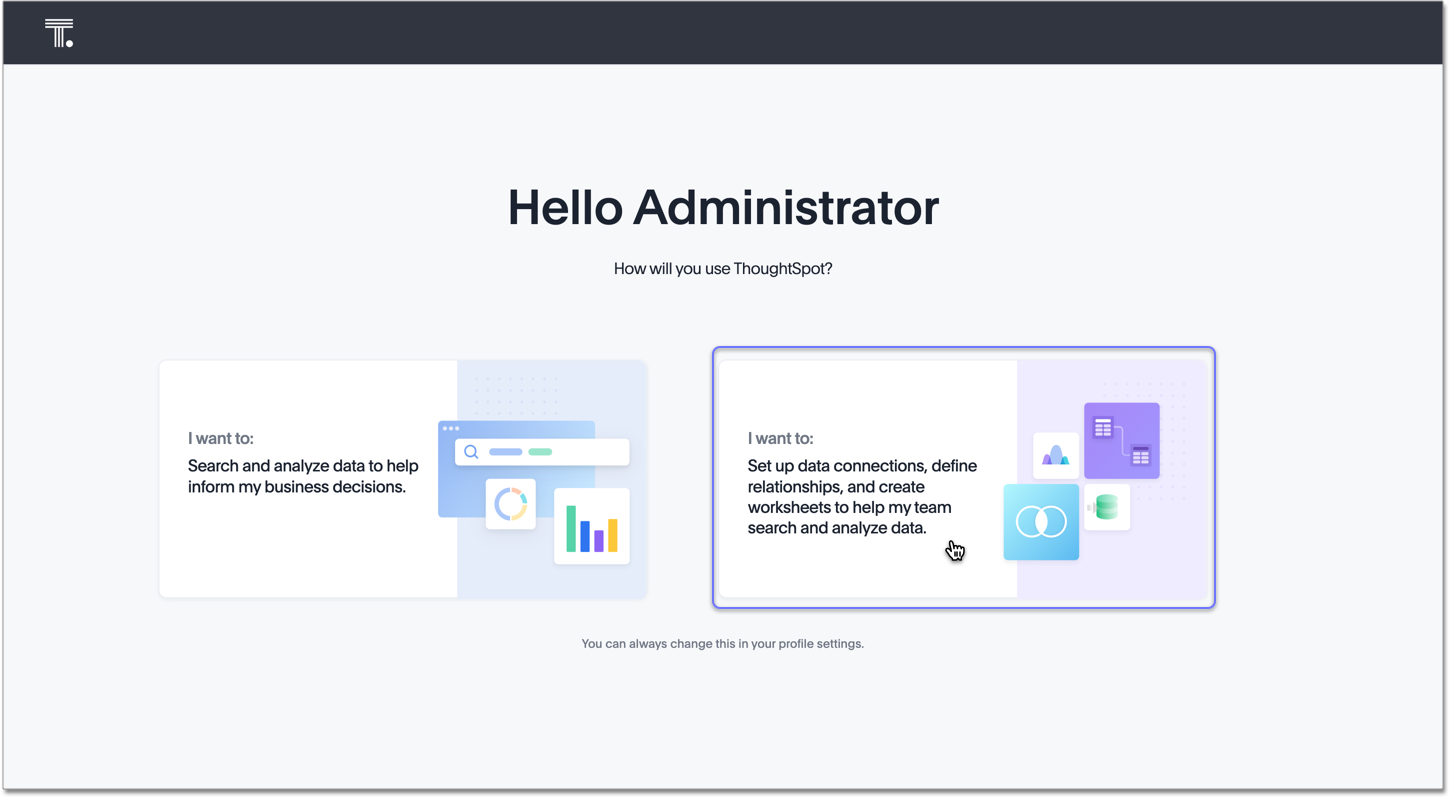 T.
Hello Administrator
How will you use ThoughtSpot?
I want to:
Search and analyze data to help
inform my business decisions.
I want to:
Set up data connections, define
relationships, and create
worksheets to help my team
search and analyze data.
You can always change this in your profile settings.